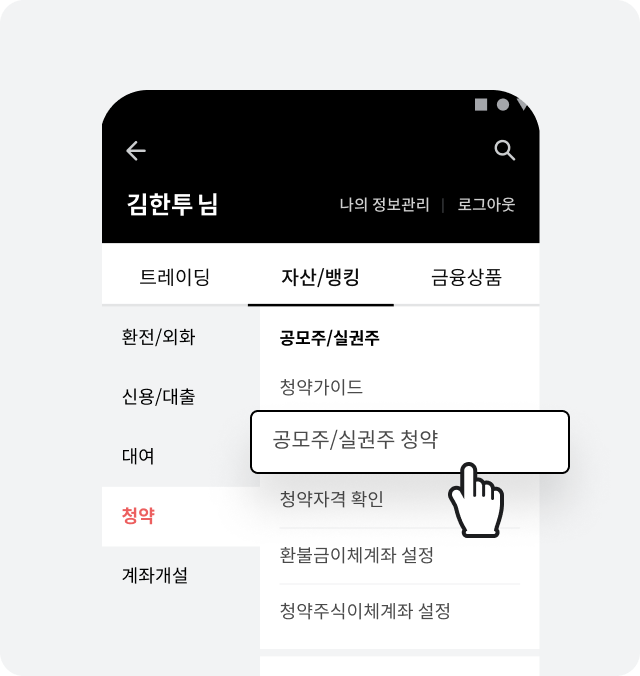 김한투 님
나의 정보관리 | 로그아웃
트레이딩 자산/뱅킹 금융상품
환전/외화
신용/대출
대여
청약
계좌개설
공모주/실권주
청약가이드
공모주/실권주 청약
청약자격 확인
환불금이체계좌 설정
청약주식이체계좌 설정